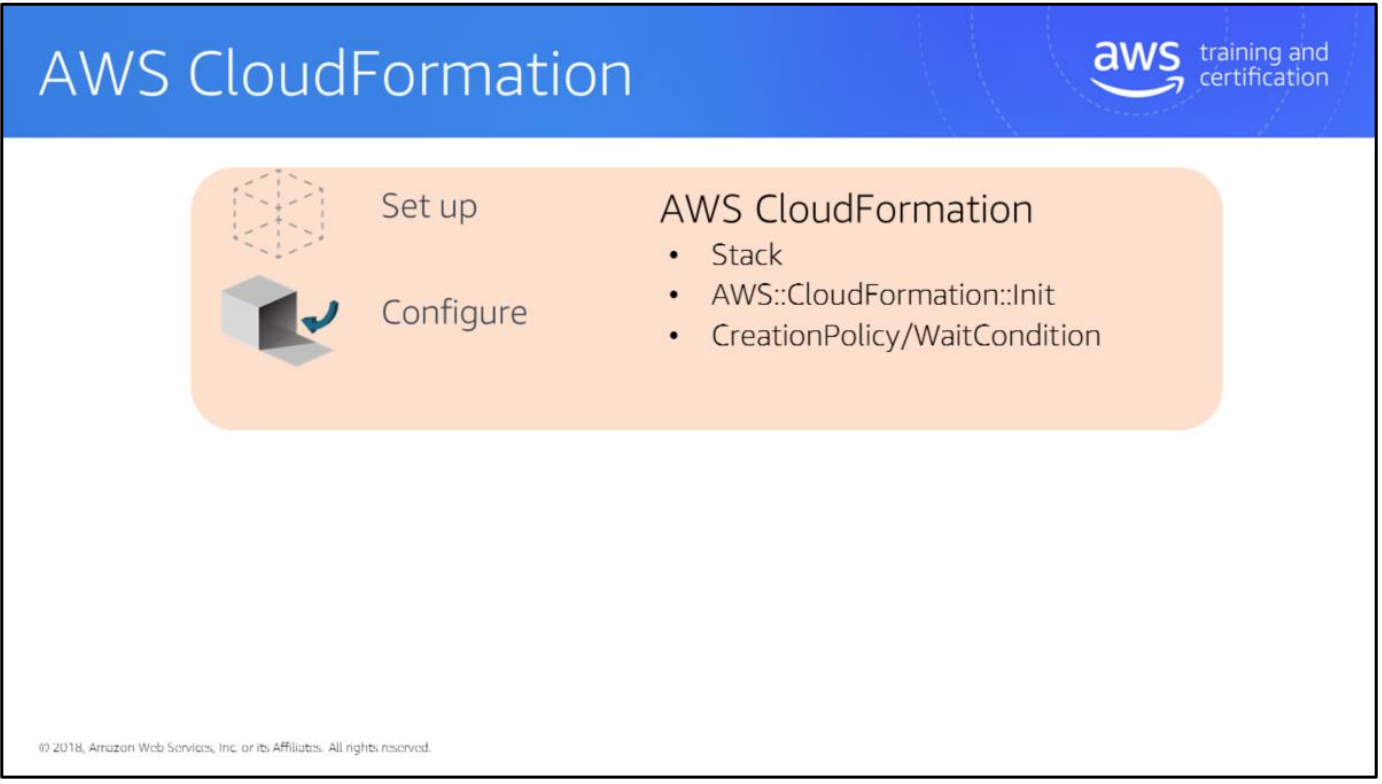 AWS CloudFormation
aws training and
certification
Set up
AWS CloudFormation
• Stack
• AWS::CloudFormation::Init
Configure
• CreationPolicy/WaitCondition
© 2018, Amazon Web Services, Inc. or its Affiliates. All rights reserved.